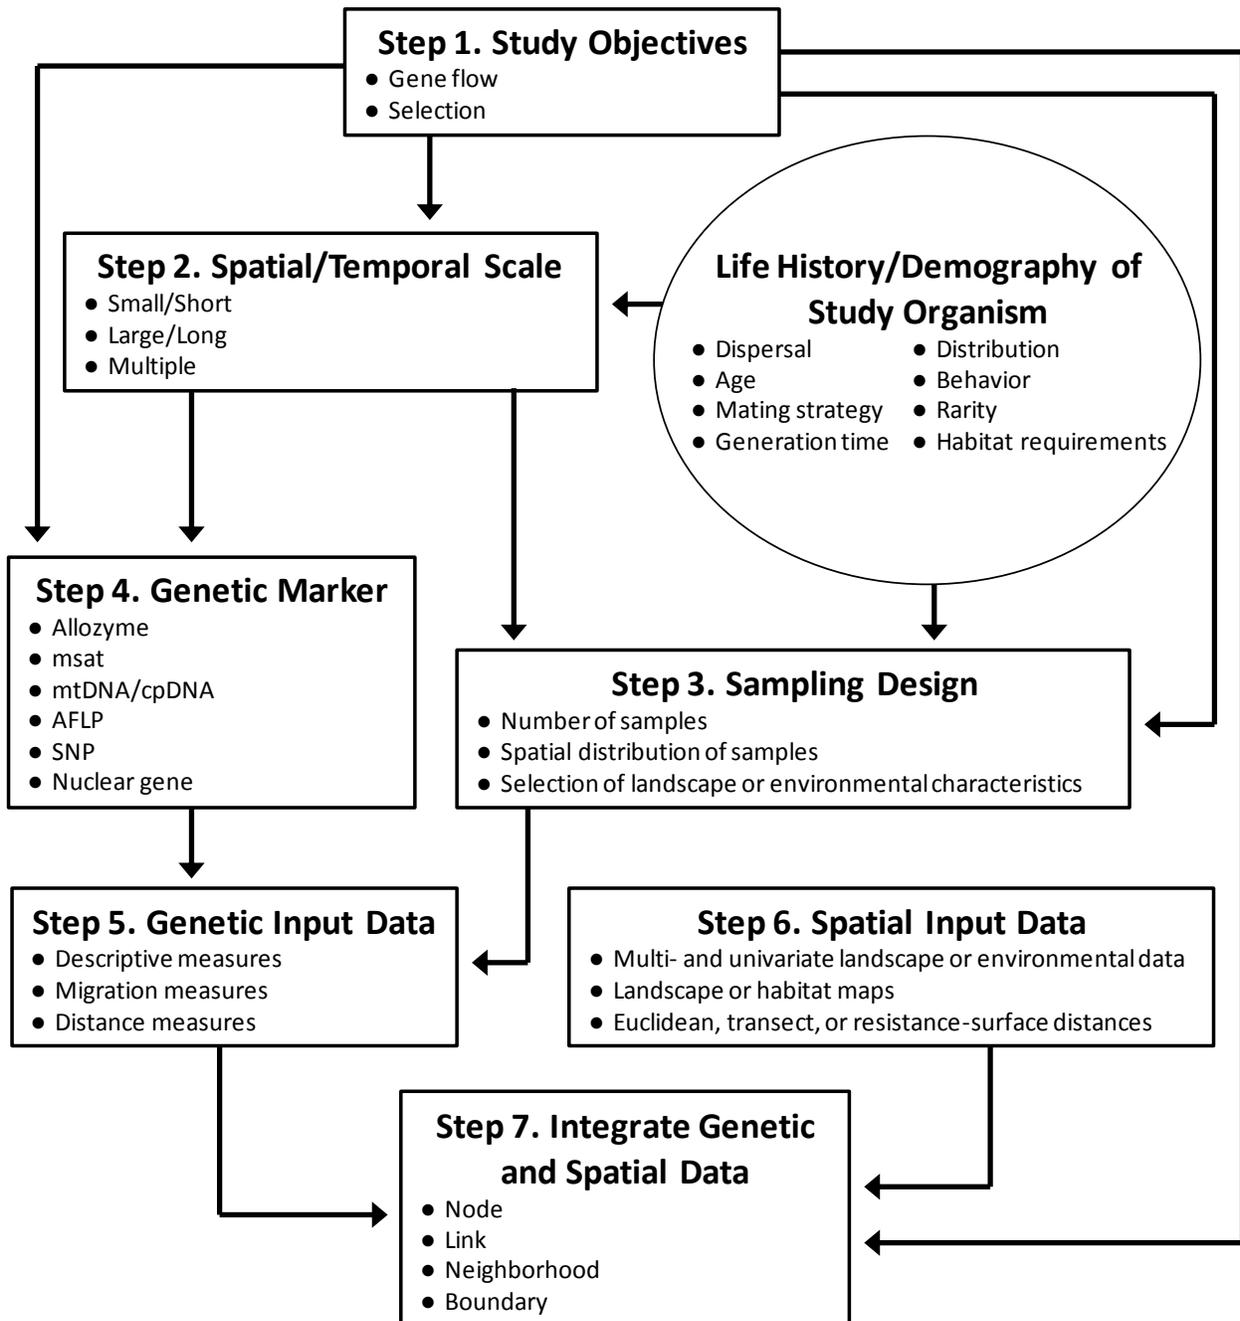 Step 1. Study Objectives
● Gene flow
● Selection
Step 2. Spatial/Temporal Scale
● Small/Short
● Large/Long
● Multiple
Life History/Demography of
Study Organism
● Dispersal
● Age
● Mating strategy
● Generation time
● Distribution
● Behavior
● Rarity
● Habitat requirements
Step 4. Genetic Marker
● Allozyme
● msat
● mtDNA/cpDNA
● AFLP
● SNP
● Nuclear gene
Step 3. Sampling Design
● Number of samples
● Spatial distribution of samples
● Selection of landscape or environmental characteristics
Step 5. Genetic Input Data
● Descriptive measures
● Migration measures
● Distance measures
Step 6. Spatial Input Data
● Multi- and univariate landscape or environmental data
● Landscape or habitat maps
● Euclidean, transect, or resistance-surface distances
Step 7. Integrate Genetic
and Spatial Data
● Node
● Link
● Neighborhood
● Boundary